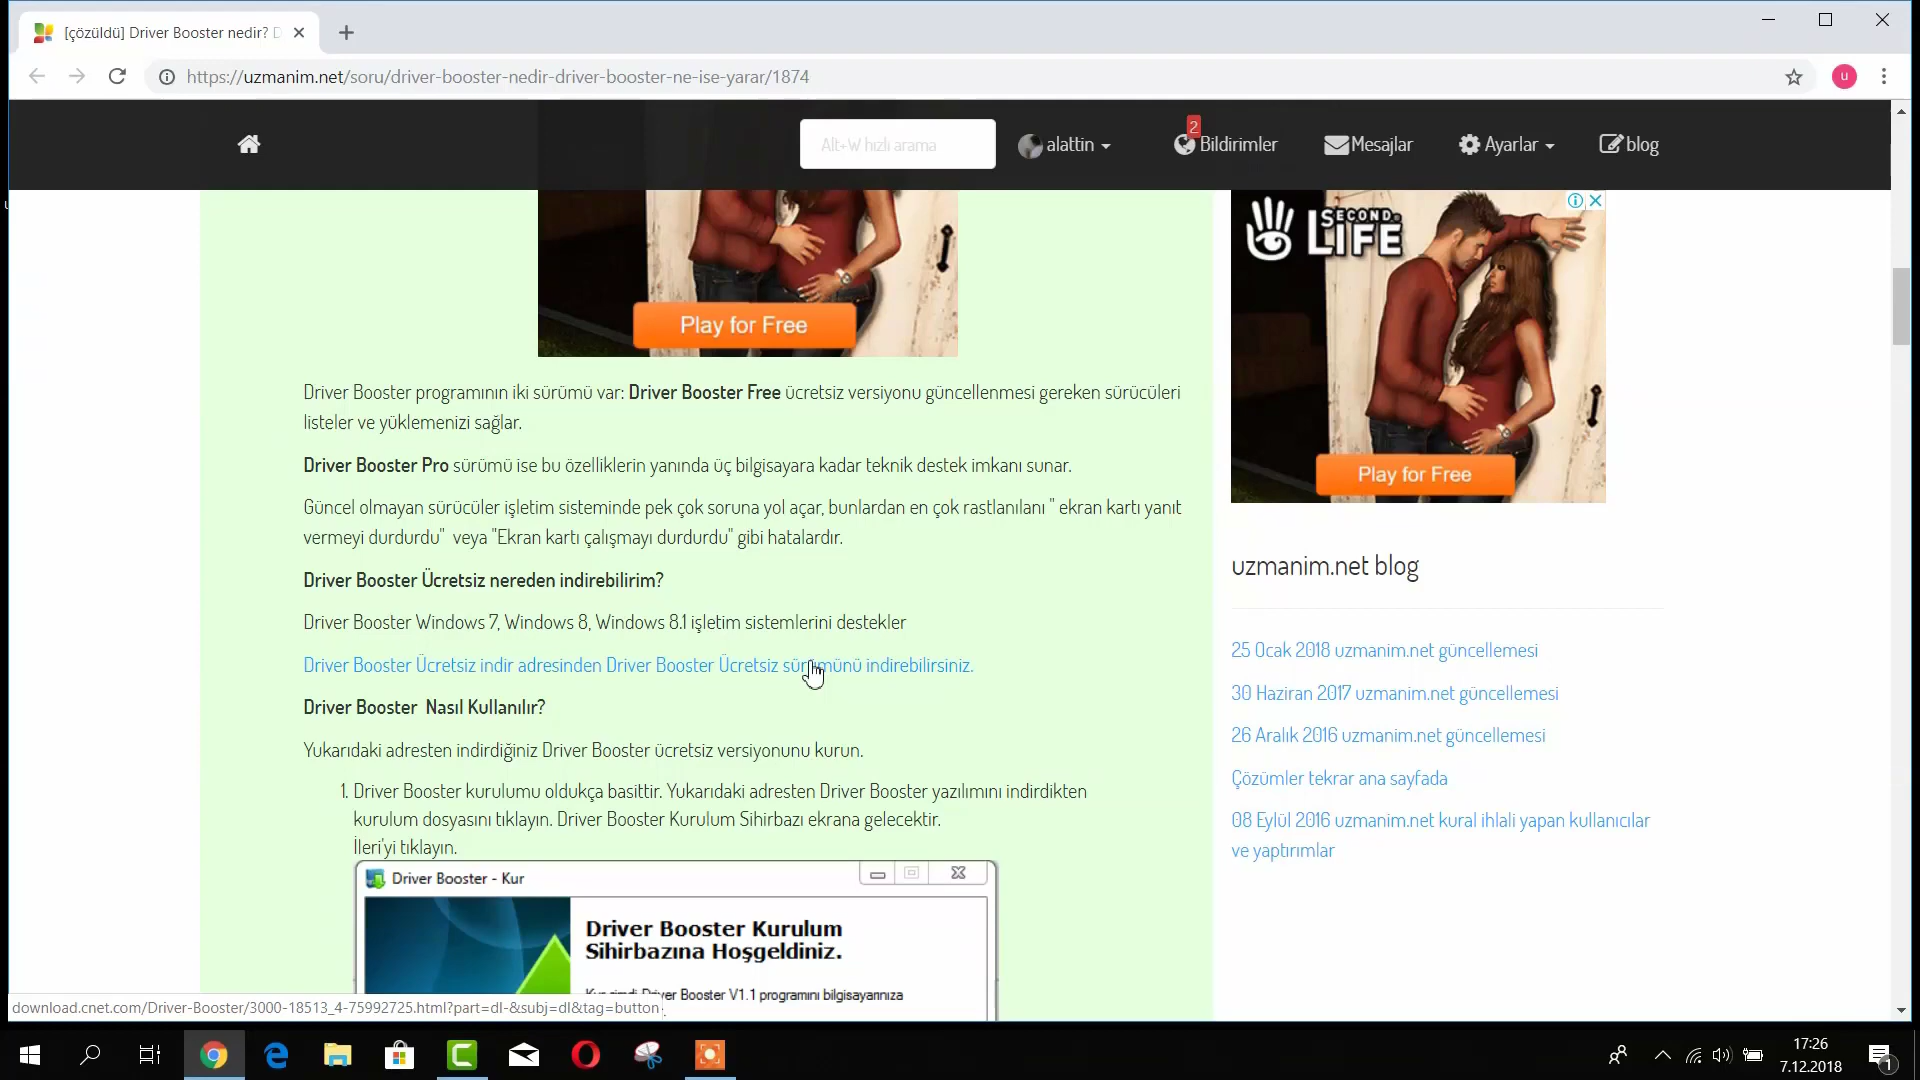 [çözüldü] Driver Booster nedir? D
https://uzmanim.net/soru/driver-booster-nedir-driver-booster-ne-ise-yarar/1874
u
Alt+W hızlı arama
alattin
2
Bildirimler
Mesajlar
Ayarlar
blog
Play for Free
SECOND
LIFE
Play for Free
Driver Booster programının iki sürümü var: Driver Booster Free ücretsiz versiyonu güncellenmesi gereken sürücüleri
listeler ve yüklemenizi sağlar.
Driver Booster Pro sürümü ise bu özelliklerin yanında üç bilgisayara kadar teknik destek imkanı sunar.
Güncel olmayan sürücüler işletim sisteminde pek çok soruna yol açar, bunlardan en çok rastlanılanı " ekran kartı yanıt
vermeyi durdurdu"  veya "Ekran kartı çalışmayı durdurdu" gibi hatalardır.
Driver Booster Ücretsiz nereden indirebilirim?
Driver Booster Windows 7, Windows 8, Windows 8.1 işletim sistemlerini destekler
Driver Booster Ücretsiz indir adresinden Driver Booster Ücretsiz sürümünü indirebilirsiniz.
Driver Booster  Nasıl Kullanılır?
Yukarıdaki adresten indirdiğiniz Driver Booster ücretsiz versiyonunu kurun.
1. Driver Booster kurulumu oldukça basittir. Yukarıdaki adresten Driver Booster yazılımını indirdikten
kurulum dosyasını tıklayın. Driver Booster Kurulum Sihirbazı ekrana gelecektir.
İleri'yi tıklayın.
Driver Booster - Kur
Driver Booster Kurulum
Sihirbazına Hoşgeldiniz.
Driver Booster V1.1 programını bilgisayarınıza
uzmanim.net blog
25 Ocak 2018 uzmanim.net güncellemesi
30 Haziran 2017 uzmanim.net güncellemesi
26 Aralık 2016 uzmanim.net güncellemesi
Çözümler tekrar ana sayfada
08 Eylül 2016 uzmanim.net kural ihlali yapan kullanıcılar
ve yaptırımlar
download.cnet.com/Driver-Booster/3000-18513_4-75992725.html?part=dl-&subj=dl&tag=button
17:26
7.12.2018
1